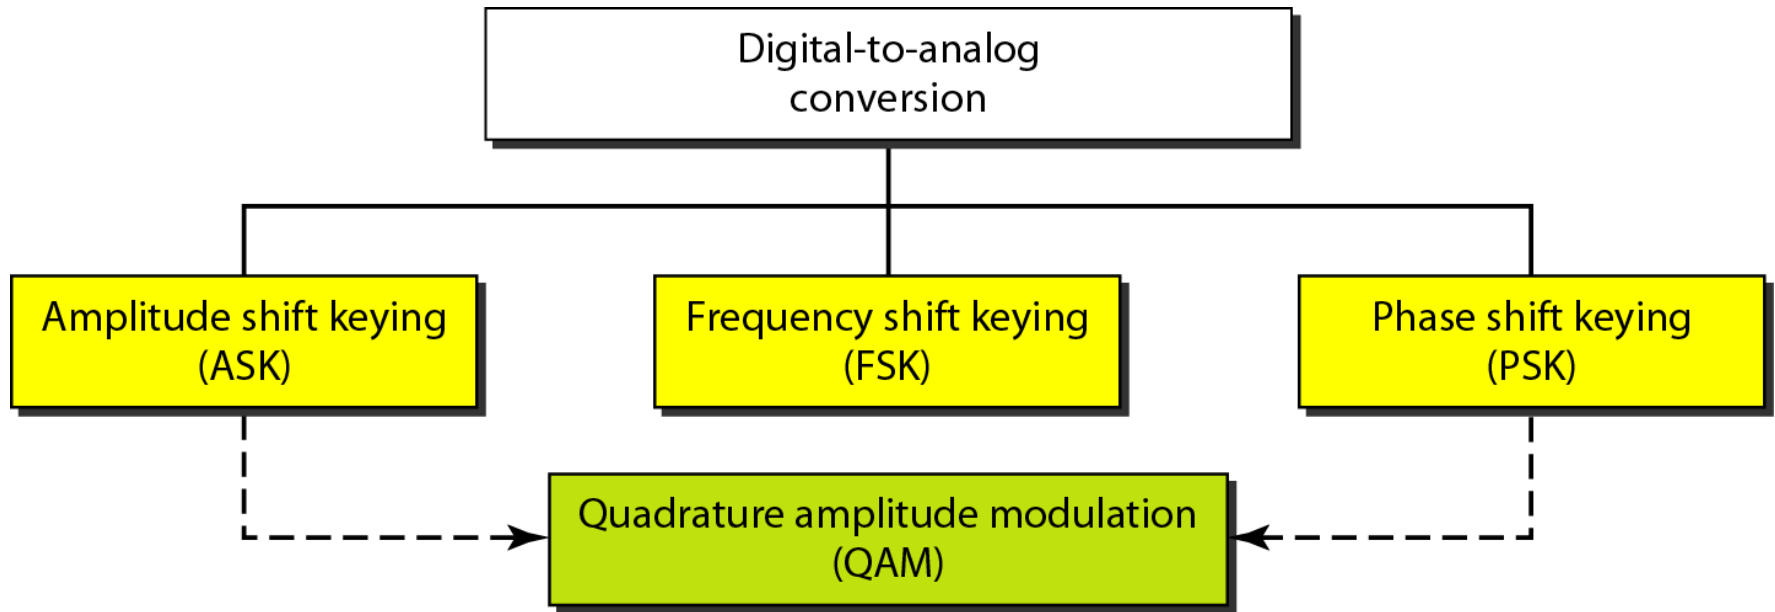 Digital-to-analog
conversion
Amplitude shift keying
(ASK)
Frequency shift keying
(FSK)
Phase shift keying
(PSK)
Quadrature amplitude modulation
(QAM)